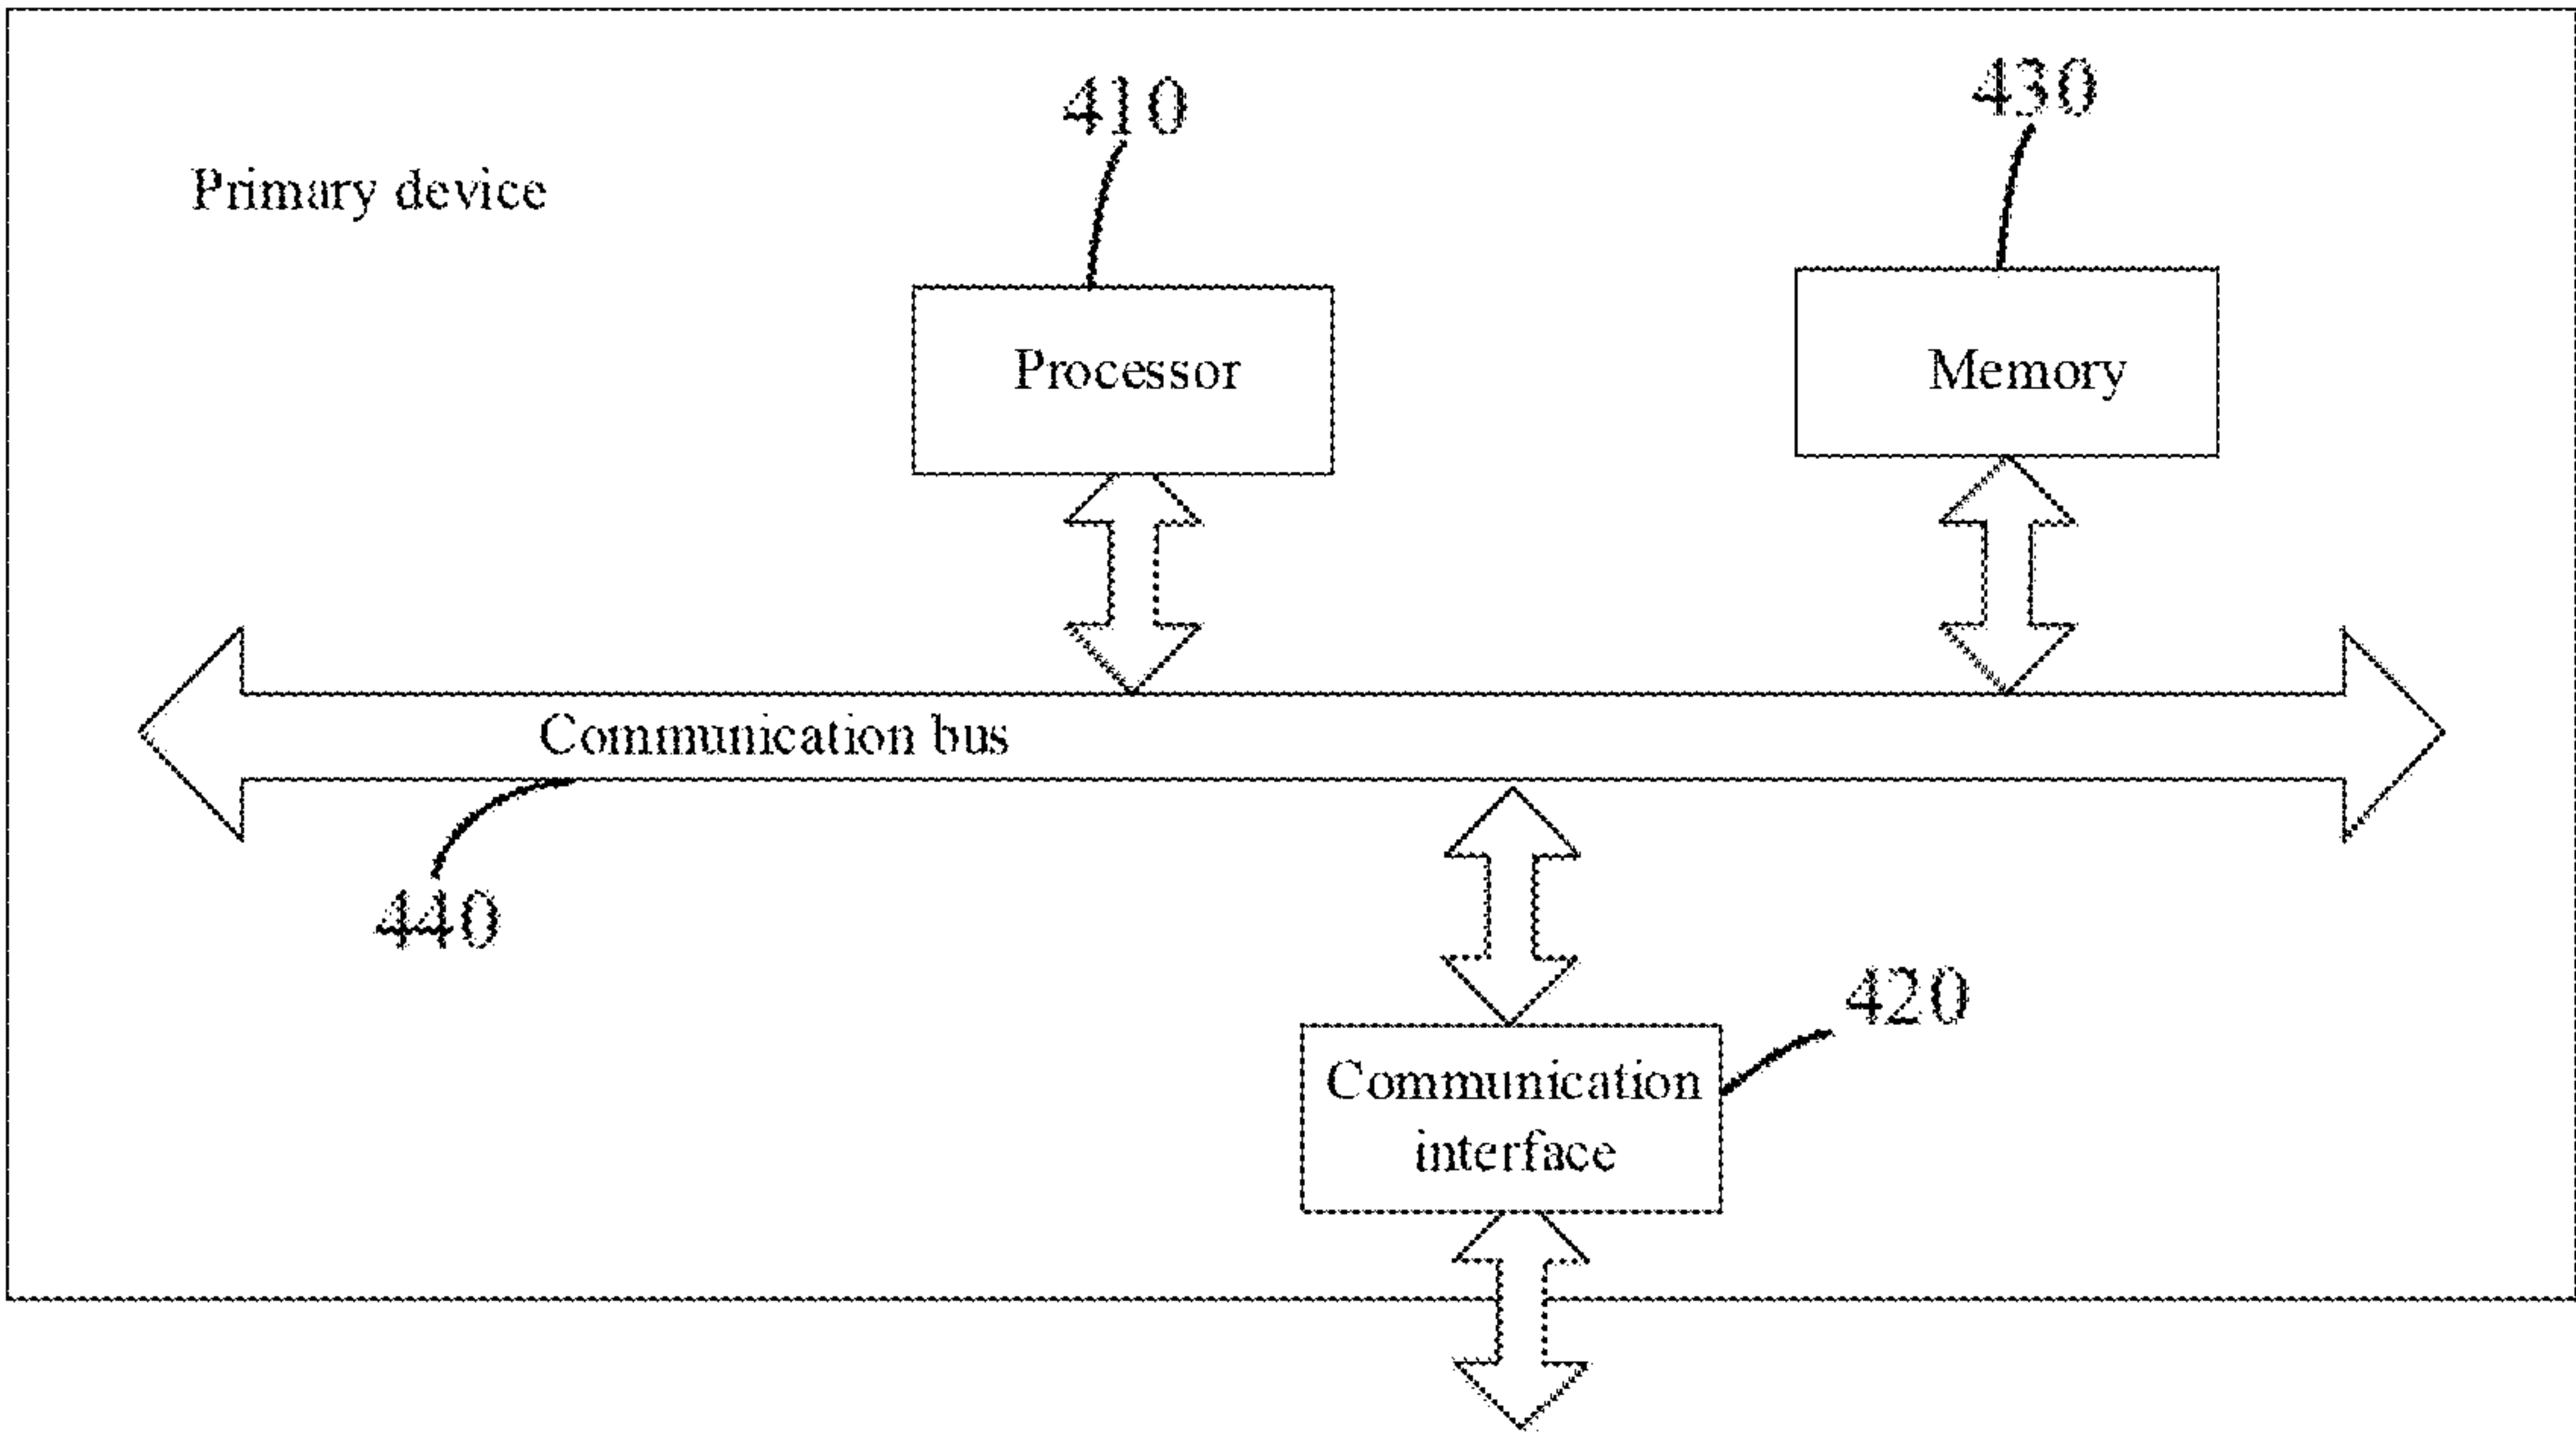 410
430
Primary device
Processor
Memory
Communication bus
440
420
Communication
interface